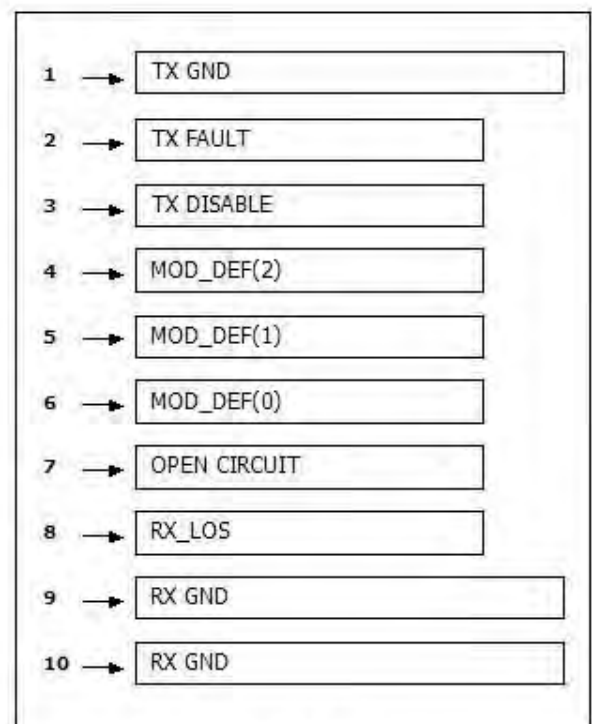 1 TX GND
2 TX FAULT
3 TX DISABLE
4 MOD_DEF(2)
5 MOD_DEF(1)
6 MOD_DEF(0)
7 OPEN CIRCUIT
8 RX_LOS
9 RX GND
10 RX GND